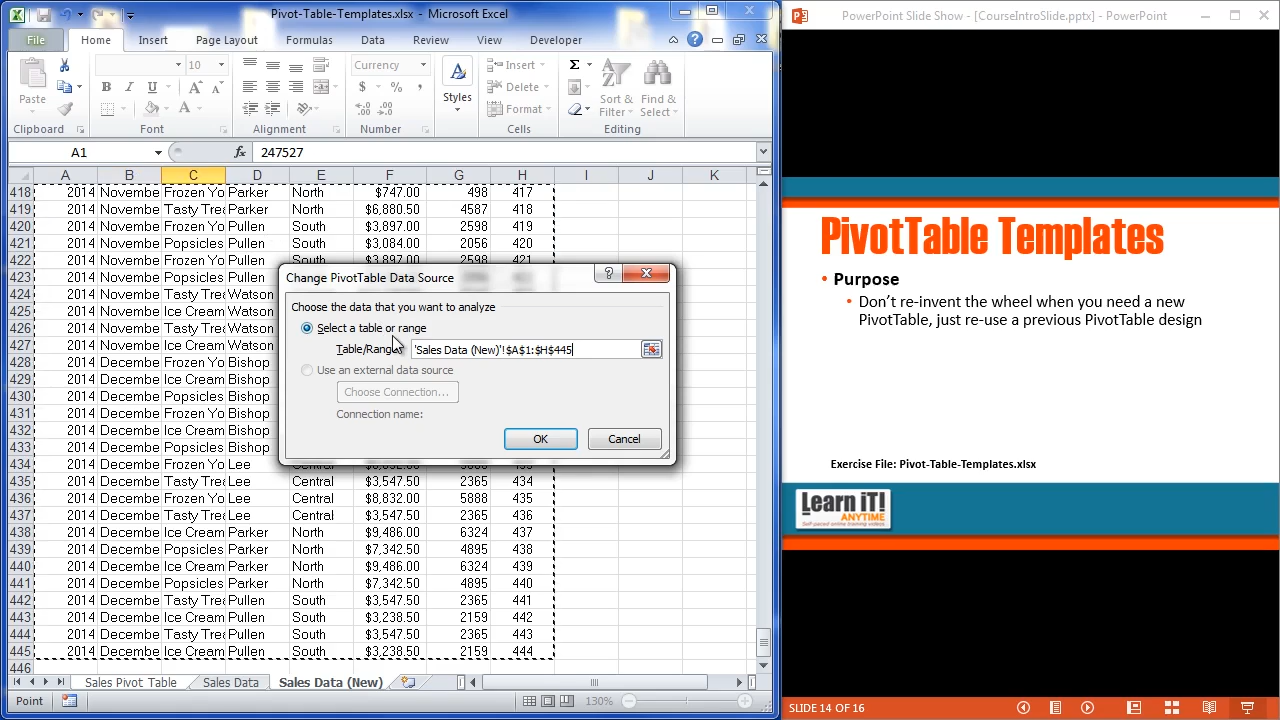 Pivot-Table-Templates.xlsx - Microsoft Excel
File Home Insert Page Layout Formulas Data Review View Developer
10 Currency
Paste Styles Insert Delete Format Sort & Filter Find & Select
Clipboard Font Alignment Number Cells Editing
A1 fx 247527
A B C D E F G H I J K
418 2014 Novembe Frozen Yo Parker North $747.00 498 417
419 2014 Novembe Tasty Trea Parker North $6,880.50 4587 418
420 2014 Novembe Frozen Yo Pullen South $3,897.00 2598 419
421 2014 Novembe Popsicles Pullen South $3,084.00 2056 420
422 2014 Novembe Frozen Yo Pullen South $3,897.00 2598 421
423 2014 Novembe Popsicles Pullen
424 2014 Novembe Tasty Trea Watson
425 2014 Novembe Ice Cream Watson
426 2014 Novembe Tasty Trea Watson
427 2014 Novembe Ice Cream Watson
428 2014 Decembe Frozen Yo Bishop
429 2014 Decembe Ice Cream Bishop
430 2014 Decembe Popsicles Bishop
431 2014 Decembe Frozen Yo Bishop
432 2014 Decembe Ice Cream Bishop
433 2014 Decembe Popsicles Bishop
434 2014 Decembe Frozen Yo Lee Central
435 2014 Decembe Tasty Trea Lee Central $3,547.50 2365 434
436 2014 Decembe Frozen Yo Lee Central $8,832.00 5888 435
437 2014 Decembe Tasty Trea Lee Central $3,547.50 2365 436
438 2014 Decembe Ice Cream Parker North $9,486.00 6324 437
439 2014 Decembe Popsicles Parker North $7,342.50 4895 438
440 2014 Decembe Ice Cream Parker North $9,486.00 6324 439
441 2014 Decembe Popsicles Parker North $7,342.50 4895 440
442 2014 Decembe Tasty Trea Pullen South $3,547.50 2365 441
443 2014 Decembe Ice Cream Pullen South $3,238.50 2159 442
444 2014 Decembe Tasty Trea Pullen South $3,547.50 2365 443
445 2014 Decembe Ice Cream Pullen South $3,238.50 2159 444
446
Change PivotTable Data Source
Choose the data that you want to analyze
Select a table or range
Table/Range: 'Sales Data (New)'!$A$1:$H$445
Use an external data source
Choose Connection...
Connection name:
OK Cancel
Sales Pivot Table Sales Data Sales Data (New)
Point 130%
PowerPoint Slide Show - [CourseIntroSlide.pptx] - PowerPoint
PivotTable Templates
• Purpose
• Don't re-invent the wheel when you need a new
PivotTable, just re-use a previous PivotTable design
Exercise File: Pivot-Table-Templates.xlsx
Learn iT!
ANYTIME
Self-paced online training videos.
SLIDE 14 OF 16